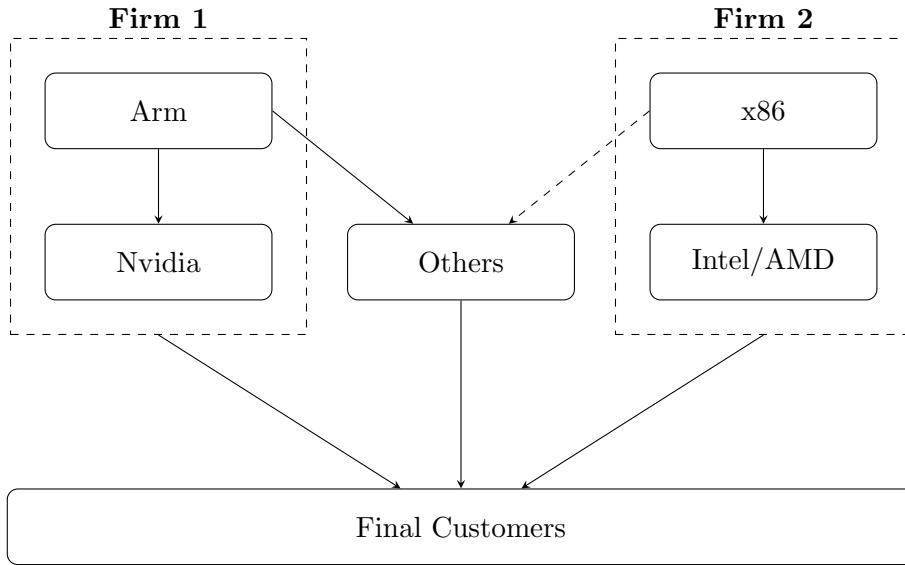 Firm 1
Firm 2
Arm
x86
Nvidia
Others
Intel/AMD
Final Customers